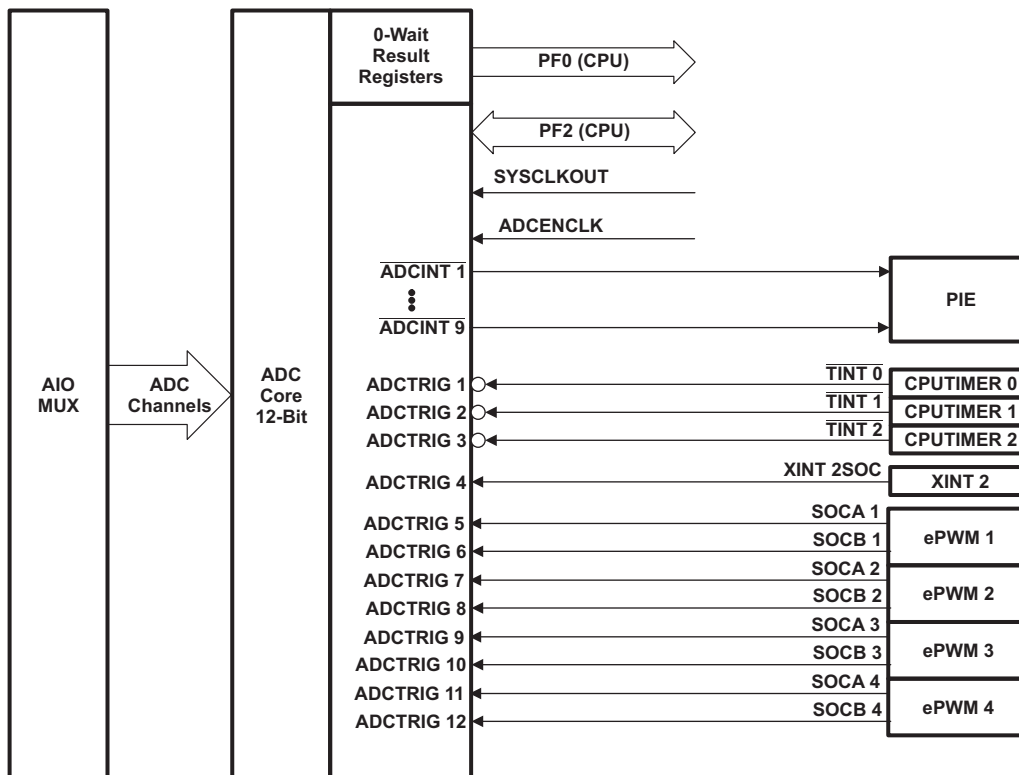 0-Wait
Result
Registers
PF0 (CPU)
PF2 (CPU)
SYSCLKOUT
ADCENCLK
ADCINT 1
ADCINT 9
PIE
AIO
MUX
ADC
Channels
ADC
Core
12-Bit
ADCTRIG 1
TINT 0
CPUTIMER 0
ADCTRIG 2
TINT 1
CPUTIMER 1
ADCTRIG 3
TINT 2
CPUTIMER 2
ADCTRIG 4
XINT 2SOC
XINT 2
ADCTRIG 5
SOCA 1
ADCTRIG 6
SOCB 1
ePWM 1
ADCTRIG 7
SOCA 2
ADCTRIG 8
SOCB 2
ePWM 2
ADCTRIG 9
SOCA 3
ADCTRIG 10
SOCB 3
ePWM 3
ADCTRIG 11
SOCA 4
ADCTRIG 12
SOCB 4
ePWM 4